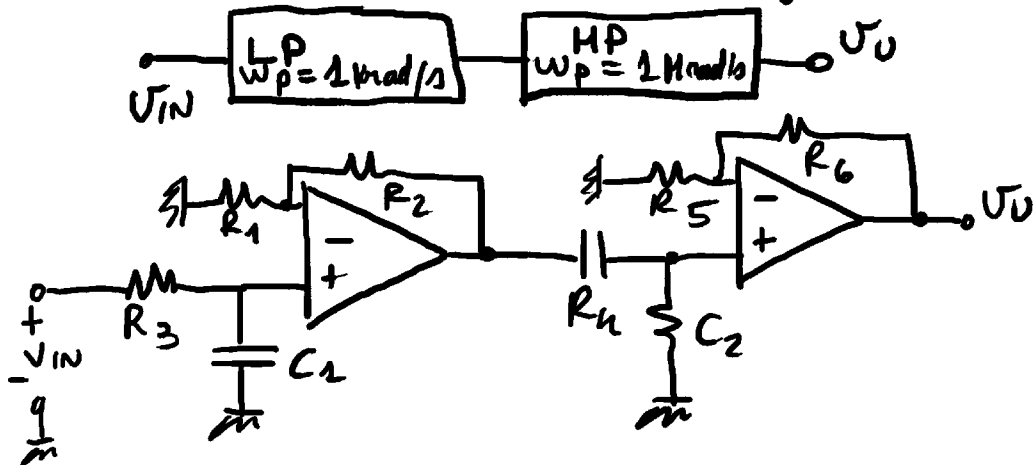 LP
ωp = 1 krad/s
HP
ωp = 1 Mrad/s
VU
VIN
R1
R2
R5
R6
VU
R3
C1
R4
C2
+
VIN
-
-
+
-
+